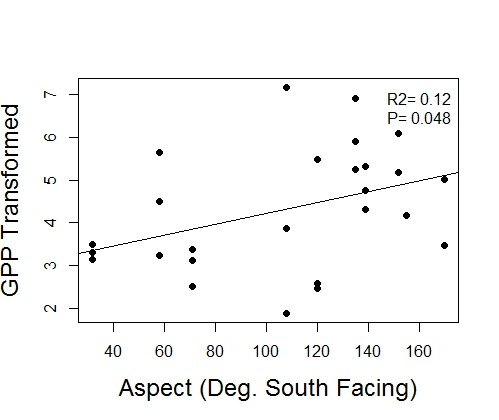 R2= 0.12
P= 0.048
GPP Transformed
7
6
5
4
3
2
40 60 80 100 120 140 160
Aspect (Deg. South Facing)